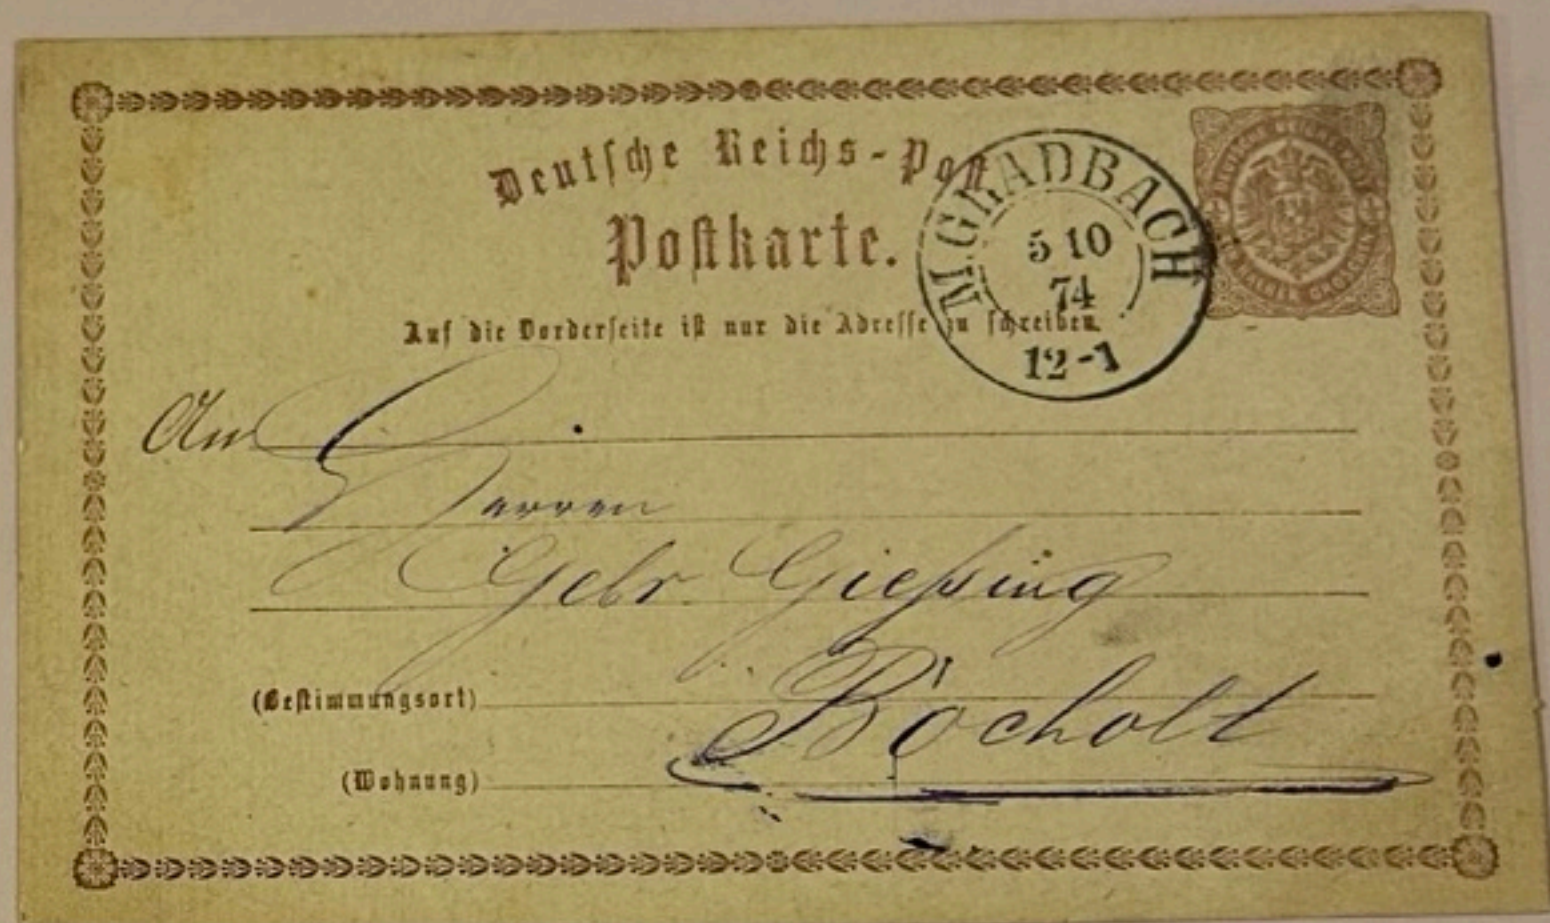 Deutsche Reichs-Post
Postkarte.
M.GLADBACH
5 10
74
12-1
Auf die Vorderseite ist nur die Adresse zu schreiben.
An
Herren
Gebr Gießing
(Bestimmungsort) Bocholt
(Wohnung)